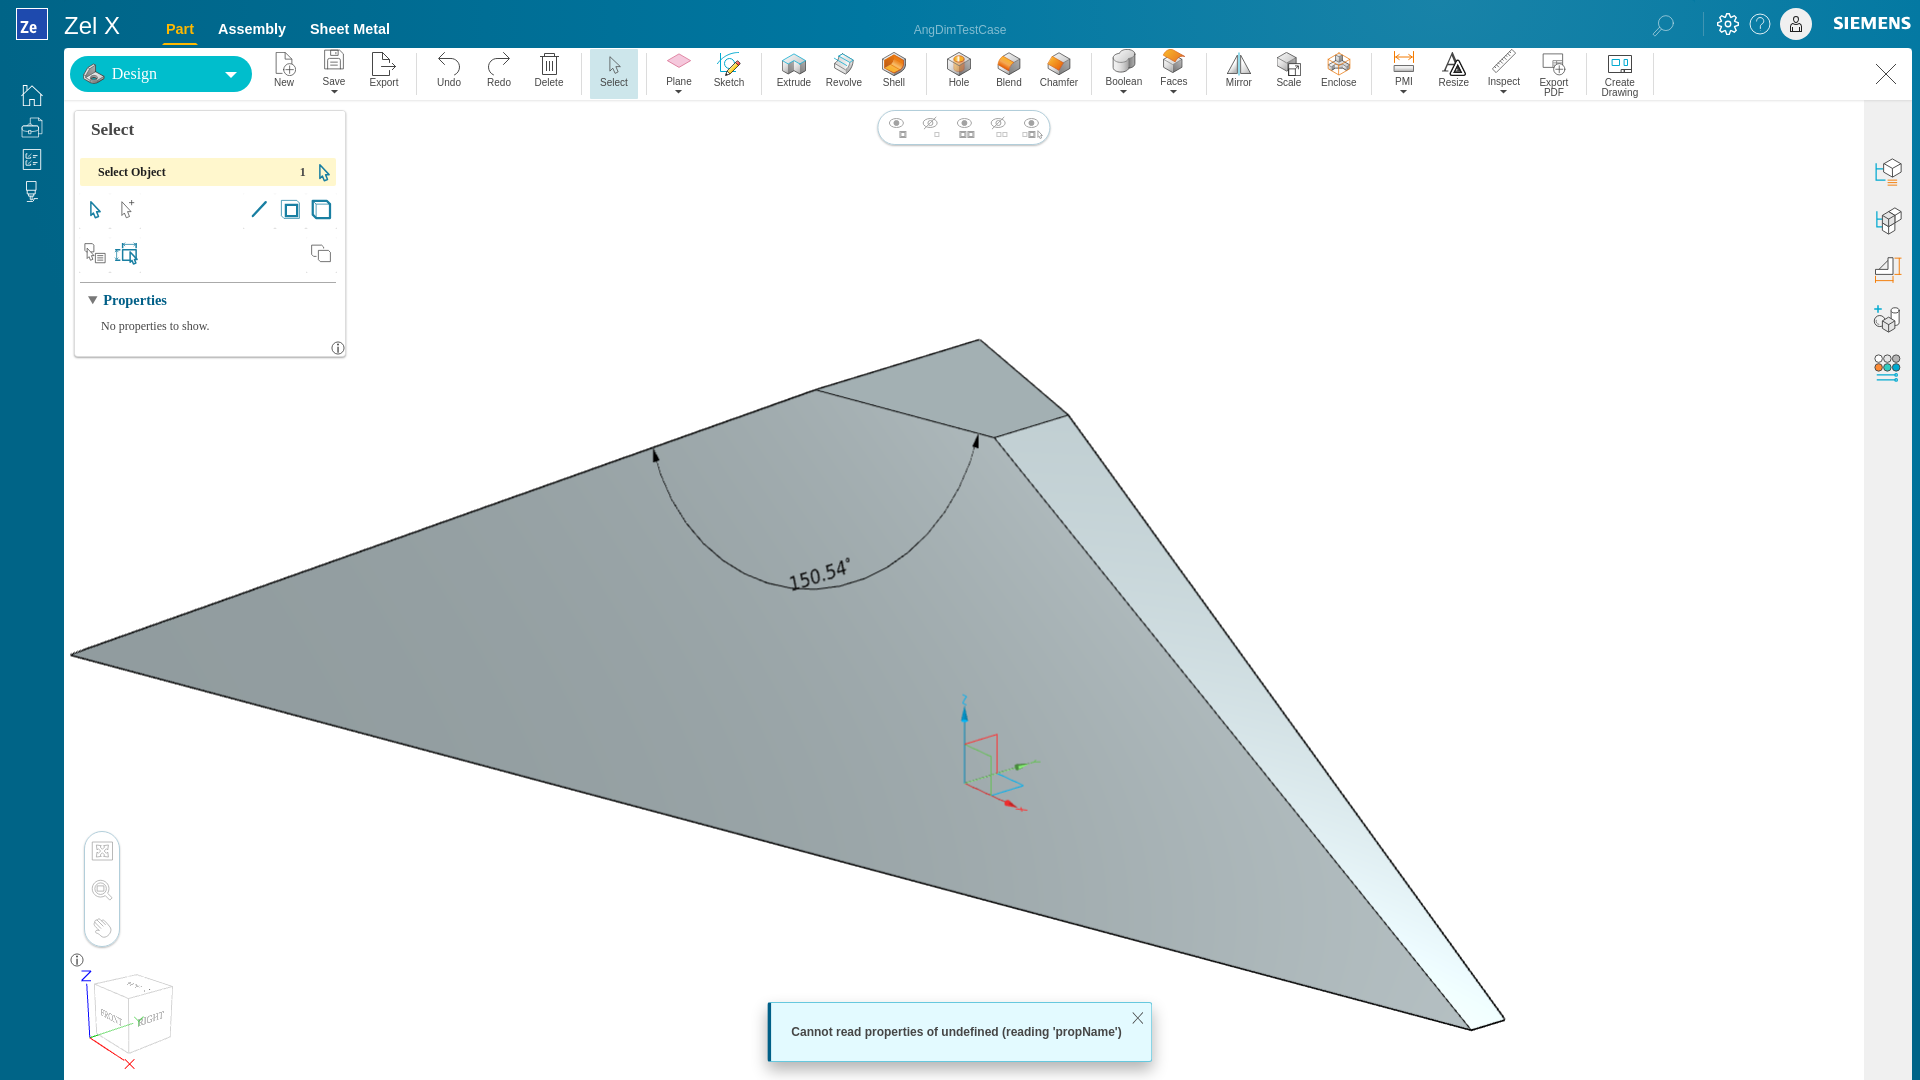 Ze Zel X Part Assembly Sheet Metal AngDimTestCase SIEMENS
Design New Save Export Undo Redo Delete Select Plane Sketch Extrude Revolve Shell Hole Blend Chamfer Boolean Faces Mirror Scale Enclose PMI Resize Inspect Export PDF Create Drawing
Select
Select Object 1
Properties
No properties to show.
150.54°
Z
FRONT RIGHT
Y
X
Cannot read properties of undefined (reading 'propName')